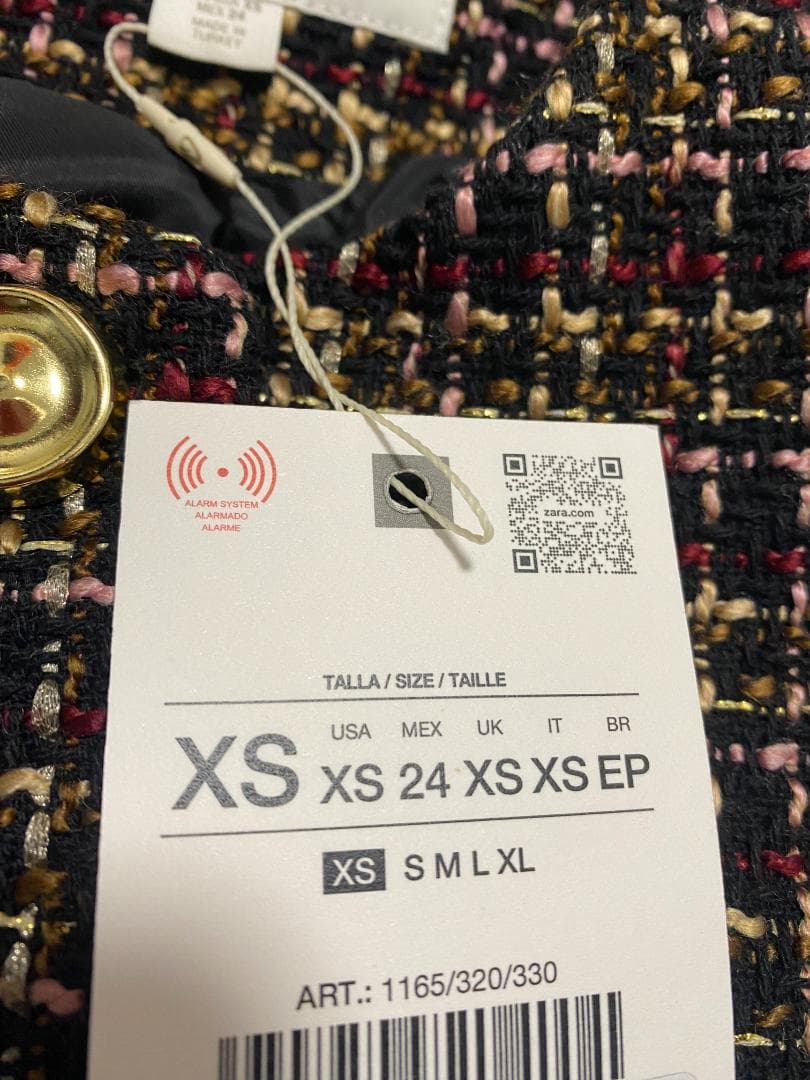 MEX 24
MADE IN
TURKEY
ALARM SYSTEM
ALARMADO
ALARME
zara.com
TALLA / SIZE / TAILLE
USA MEX UK IT BR
XS XS 24 XS XS EP
XS S M L XL
ART.: 1165/320/330